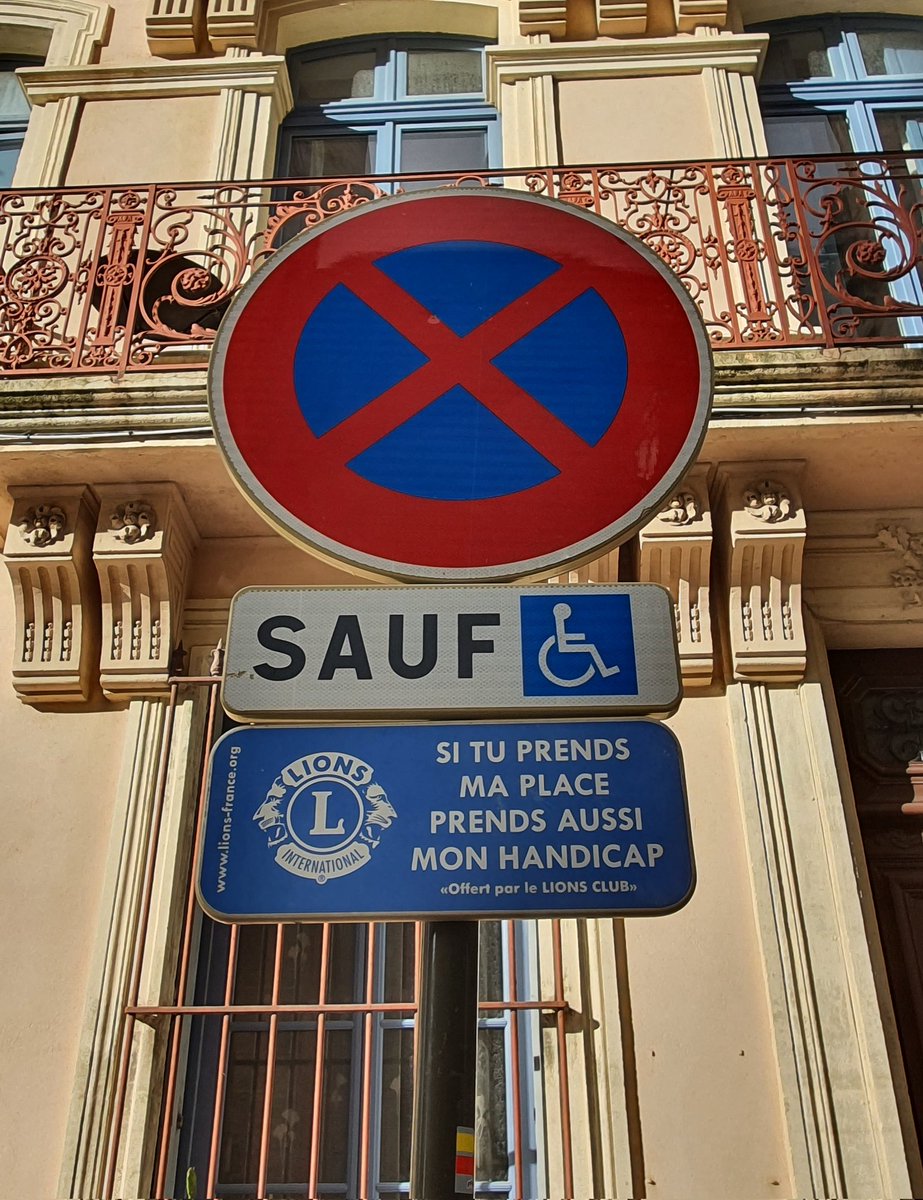 SAUF
www.lions-france.org
LIONS
L
INTERNATIONAL
®
SI TU PRENDS
MA PLACE
PRENDS AUSSI
MON HANDICAP
«Offert par le LIONS CLUB»